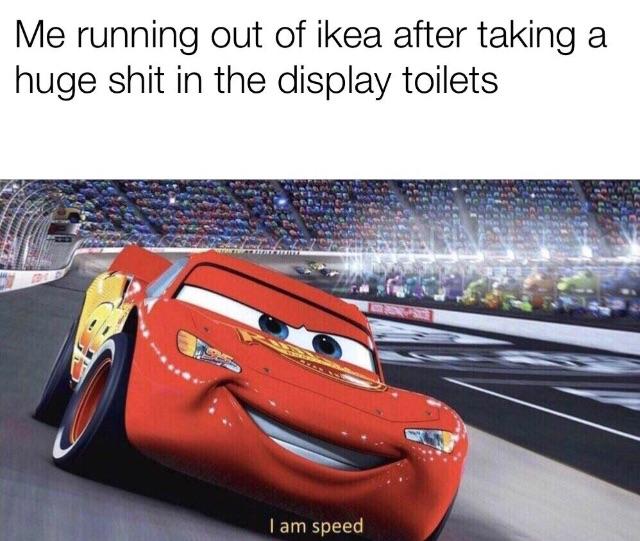 Me running out of ikea after taking a
huge shit in the display toilets
I am speed